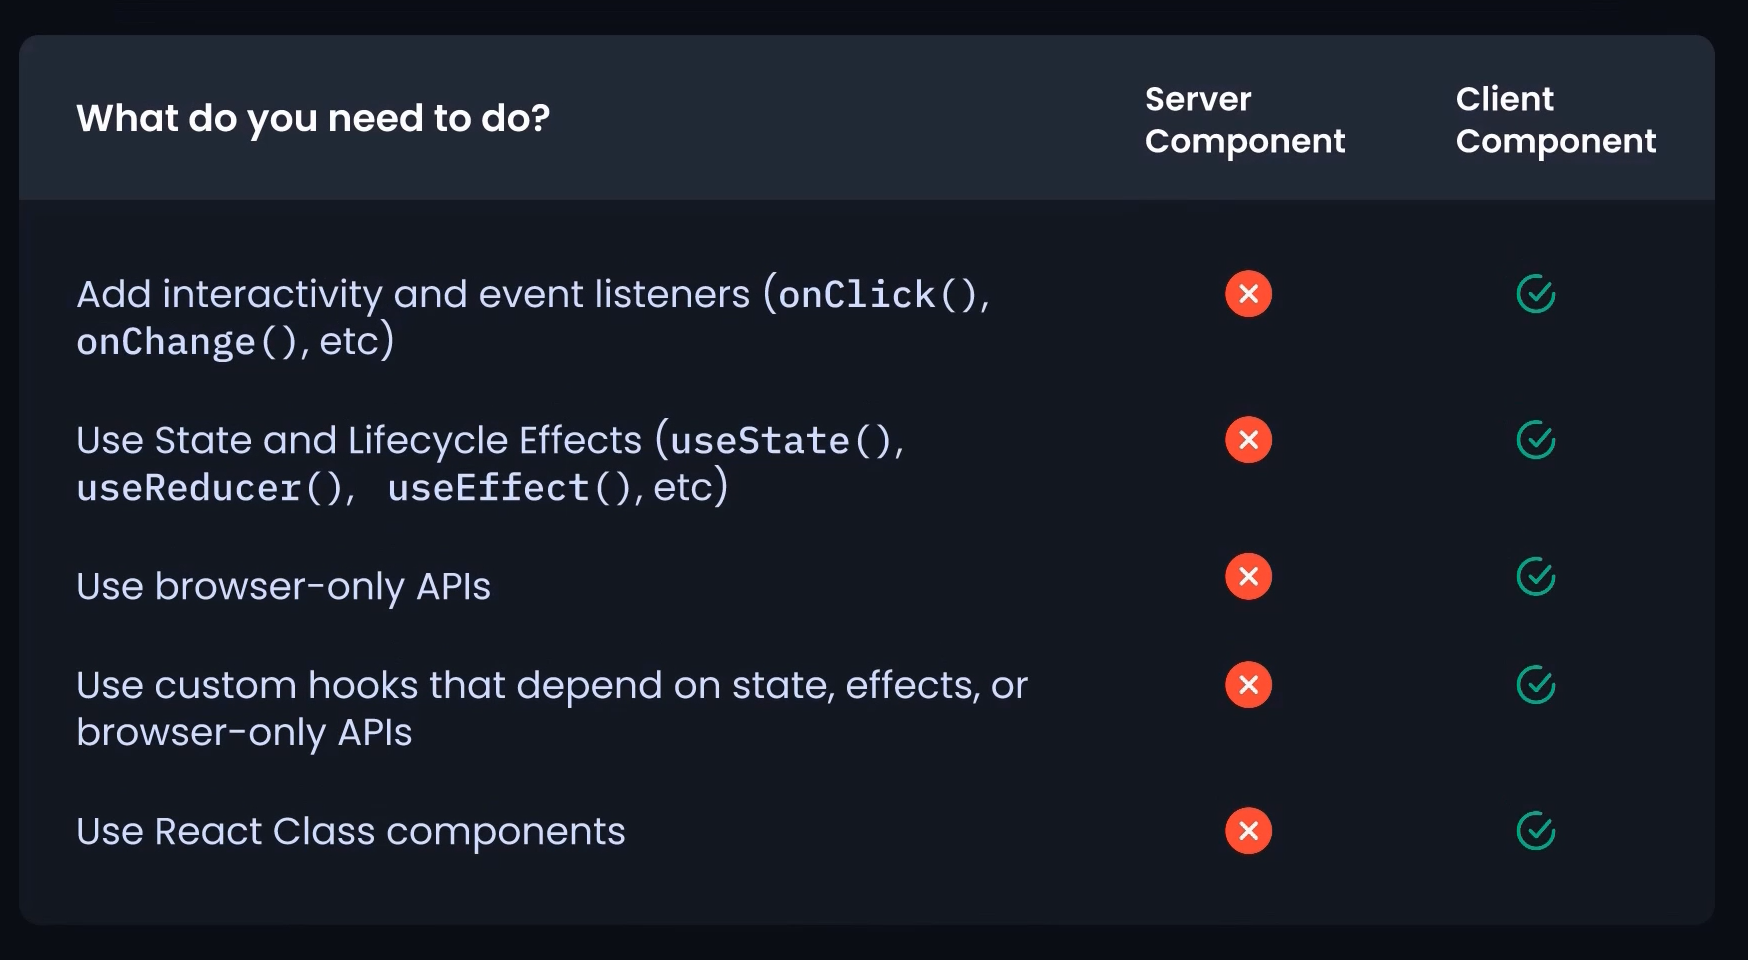 What do you need to do?
Server
Component
Client
Component
Add interactivity and event listeners (onClick(),
onChange(), etc)
Use State and Lifecycle Effects (useState(),
useReducer(), useEffect(), etc)
Use browser-only APIs
Use custom hooks that depend on state, effects, or
browser-only APIs
Use React Class components